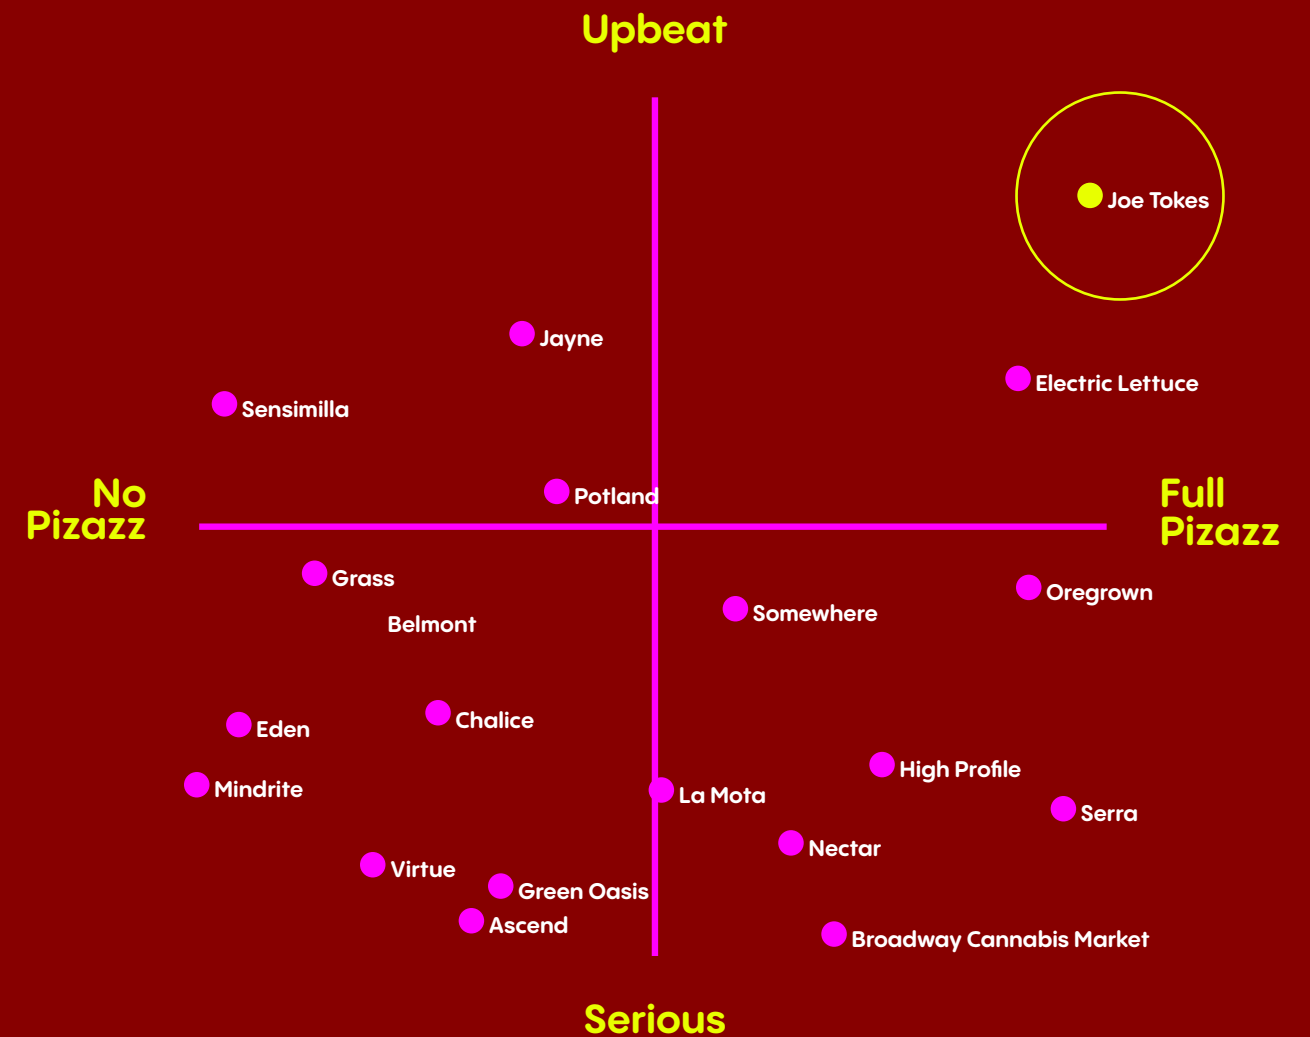 Upbeat
Joe Tokes
Jayne
Electric Lettuce
Sensimilla
No
Pizazz
Potland
Full
Pizazz
Grass
Oregrown
Somewhere
Belmont
Chalice
Eden
High Profile
Mindrite
La Mota
Serra
Nectar
Virtue
Green Oasis
Ascend
Broadway Cannabis Market
Serious